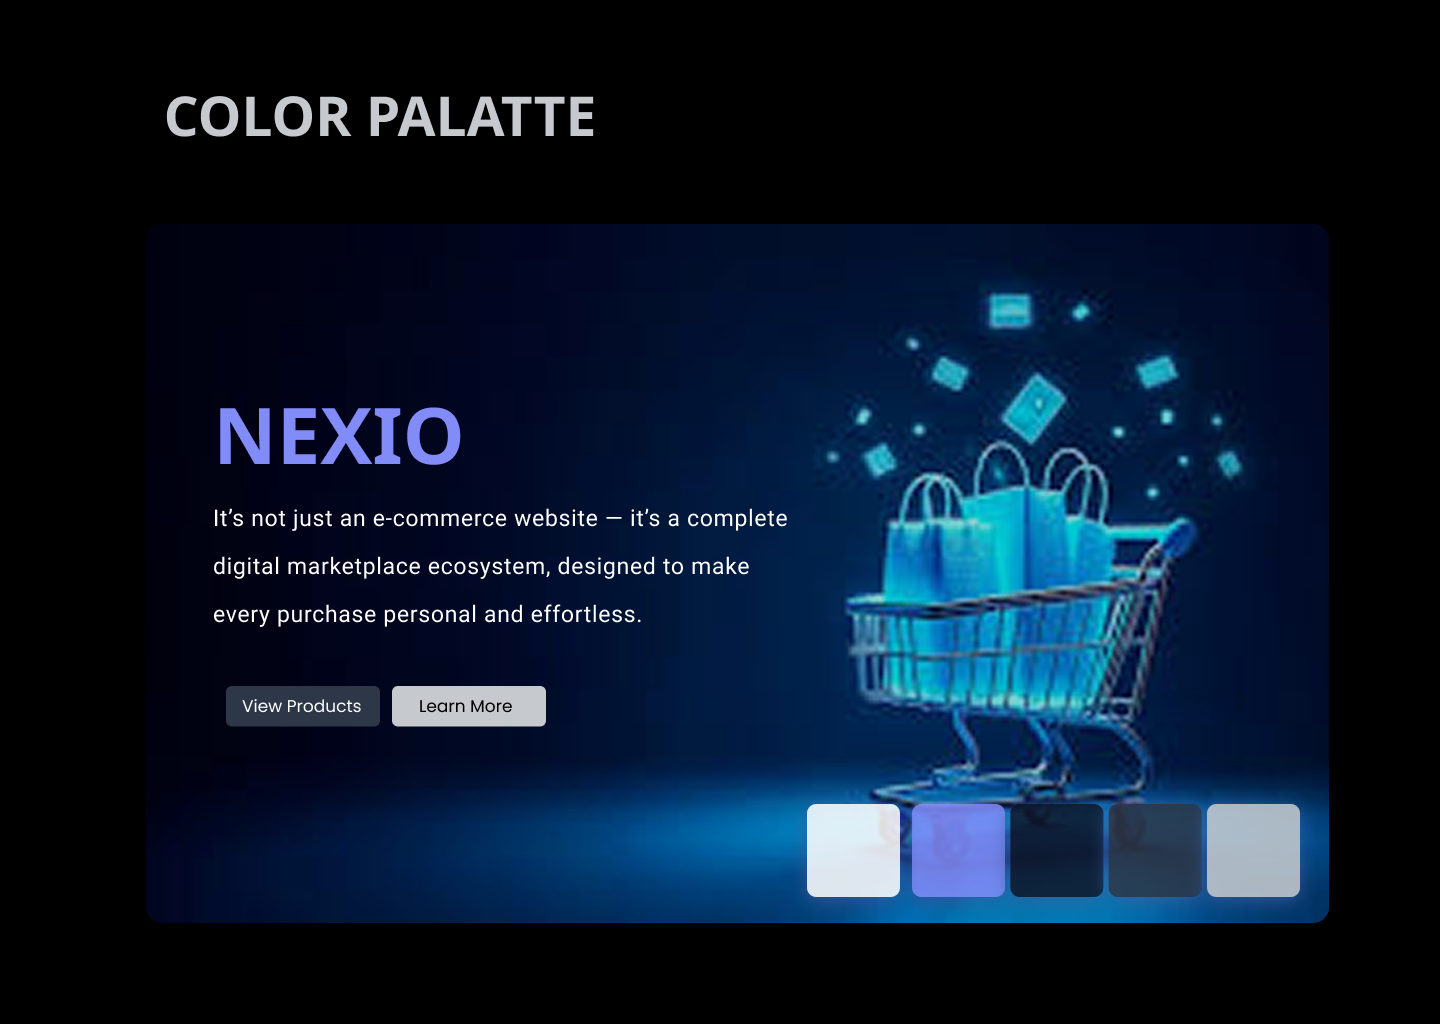 COLOR PALATTE
NEXIO
It’s not just an e-commerce website — it’s a complete
digital marketplace ecosystem, designed to make
every purchase personal and effortless.
View Products
Learn More